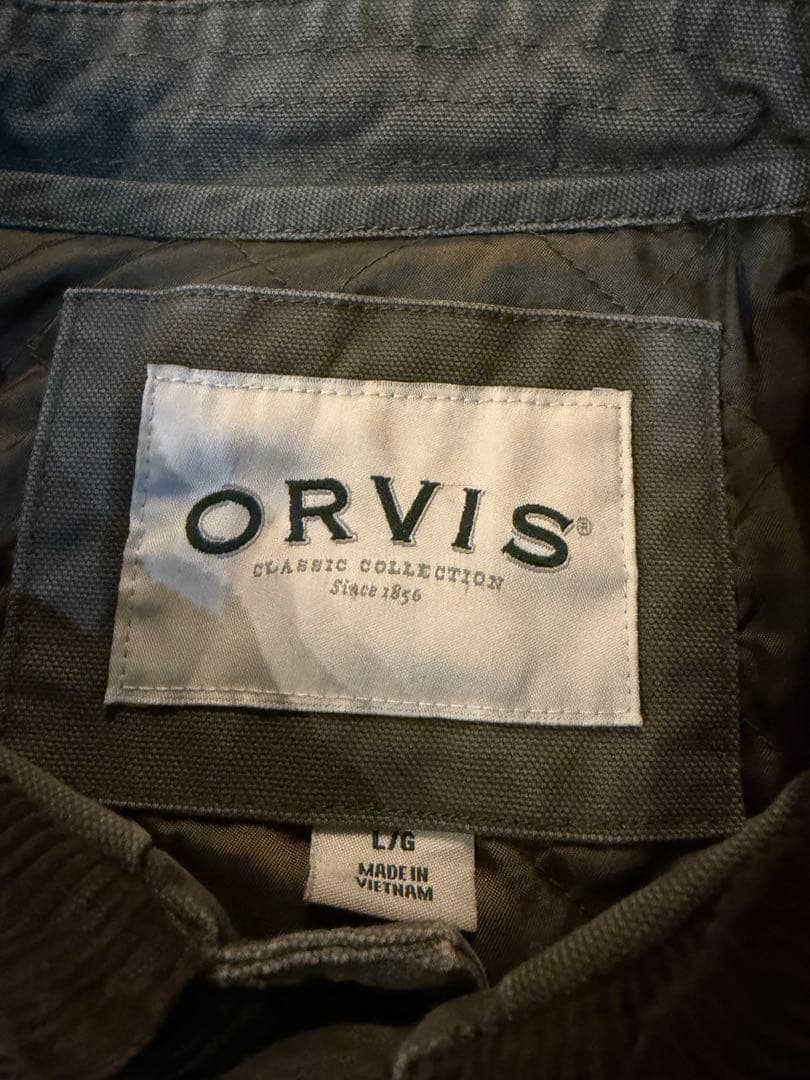 ORVIS®
CLASSIC COLLECTION
Since 1856
L/G
MADE IN
VIETNAM